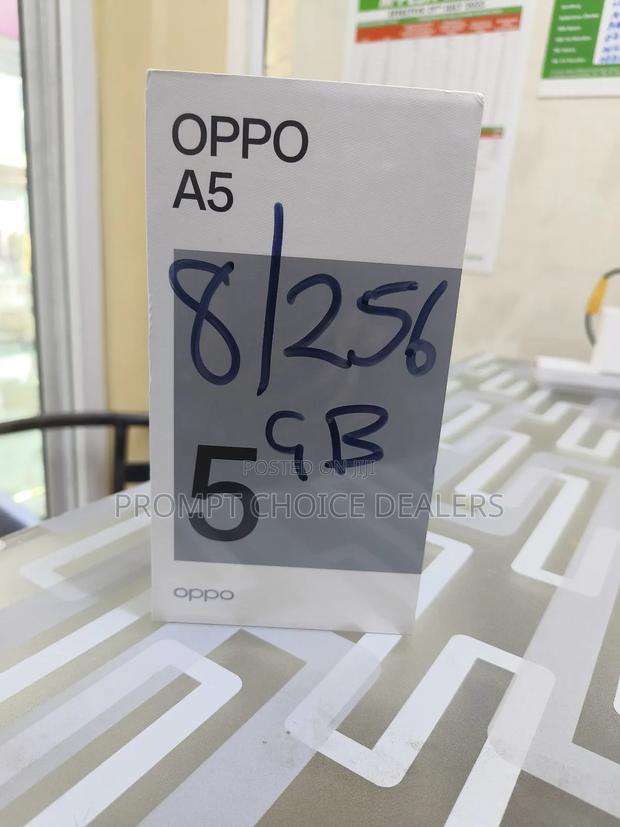 OPPO
A5
8/256
GB
5
POSTED ON JIJI
PROMPT CHOICE DEALERS
oppo